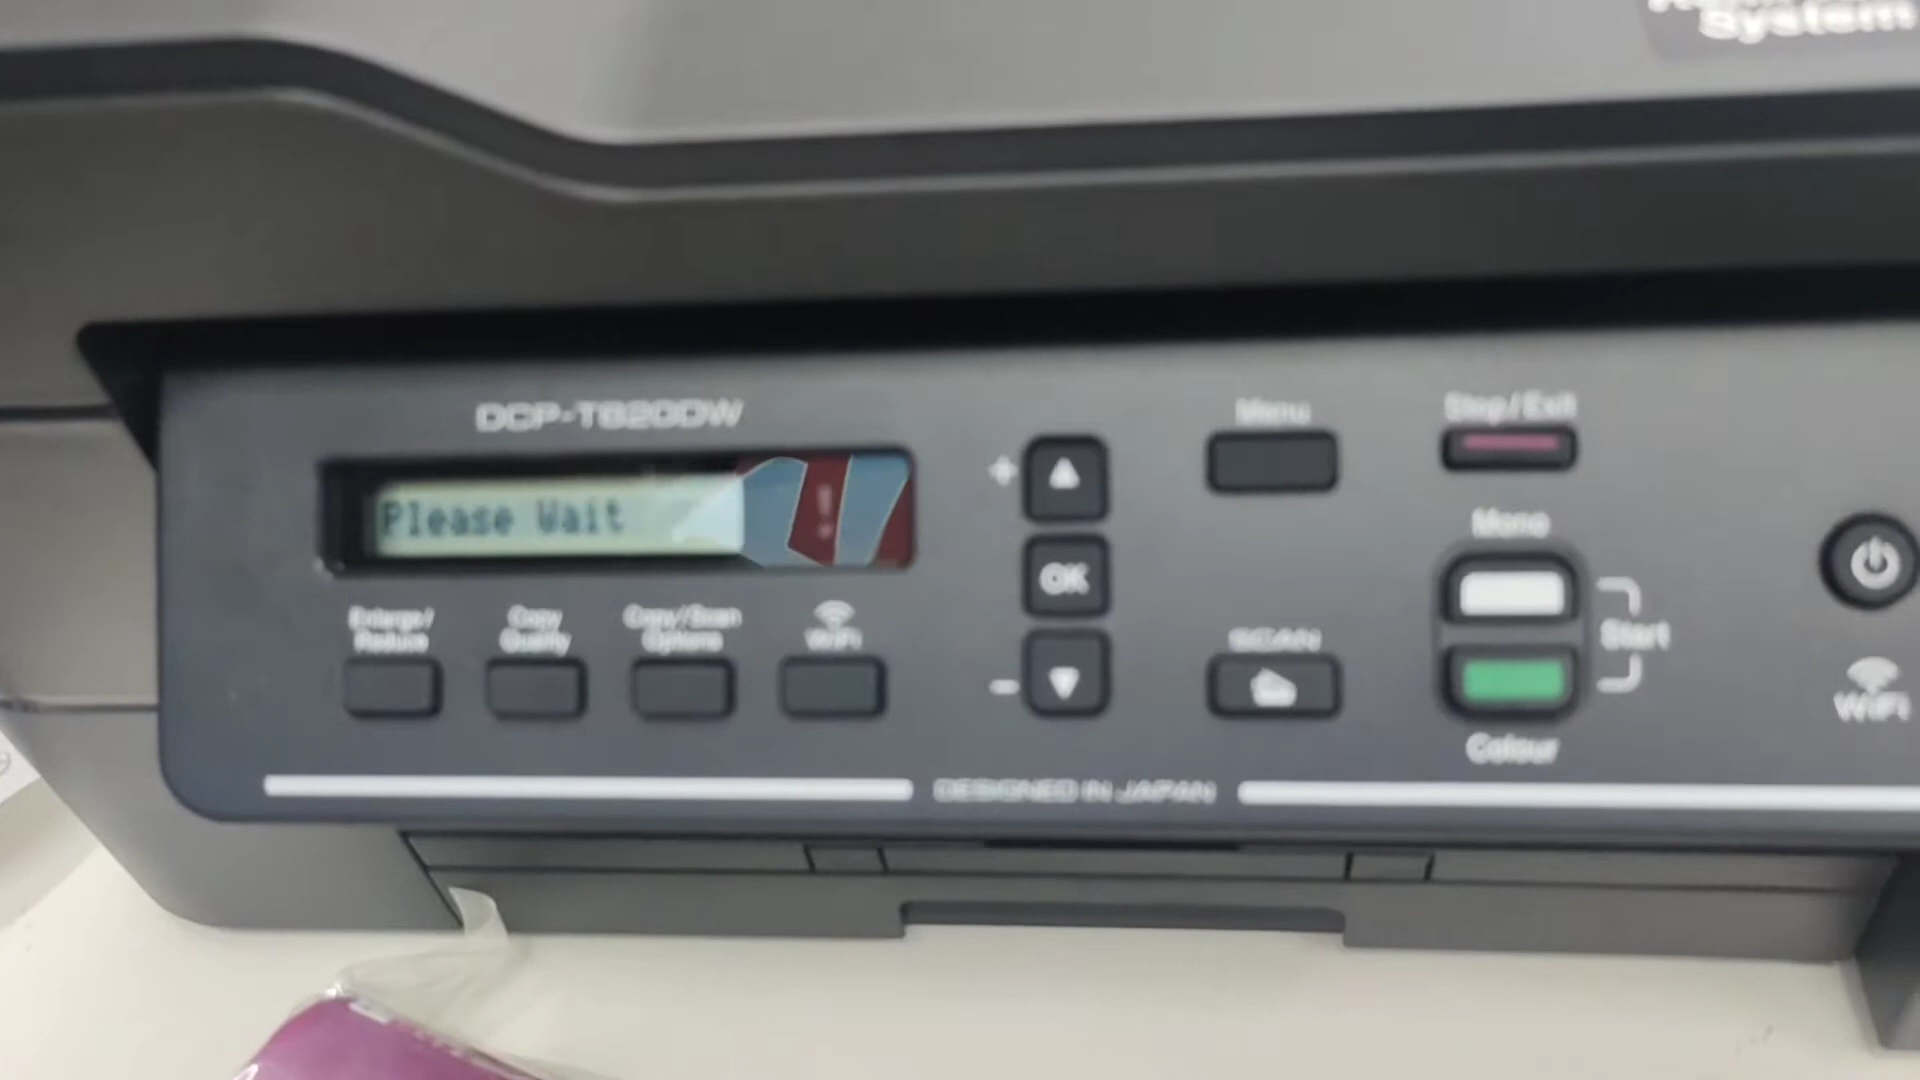 System
DCP-T820DW
Please Wait
Menu
Stop/Exit
Mono
OK
Enlarge/
Reduce
Copy
Quality
Copy/Scan
Options
WiFi
SCAN
Start
WiFi
Colour
DESIGNED IN JAPAN